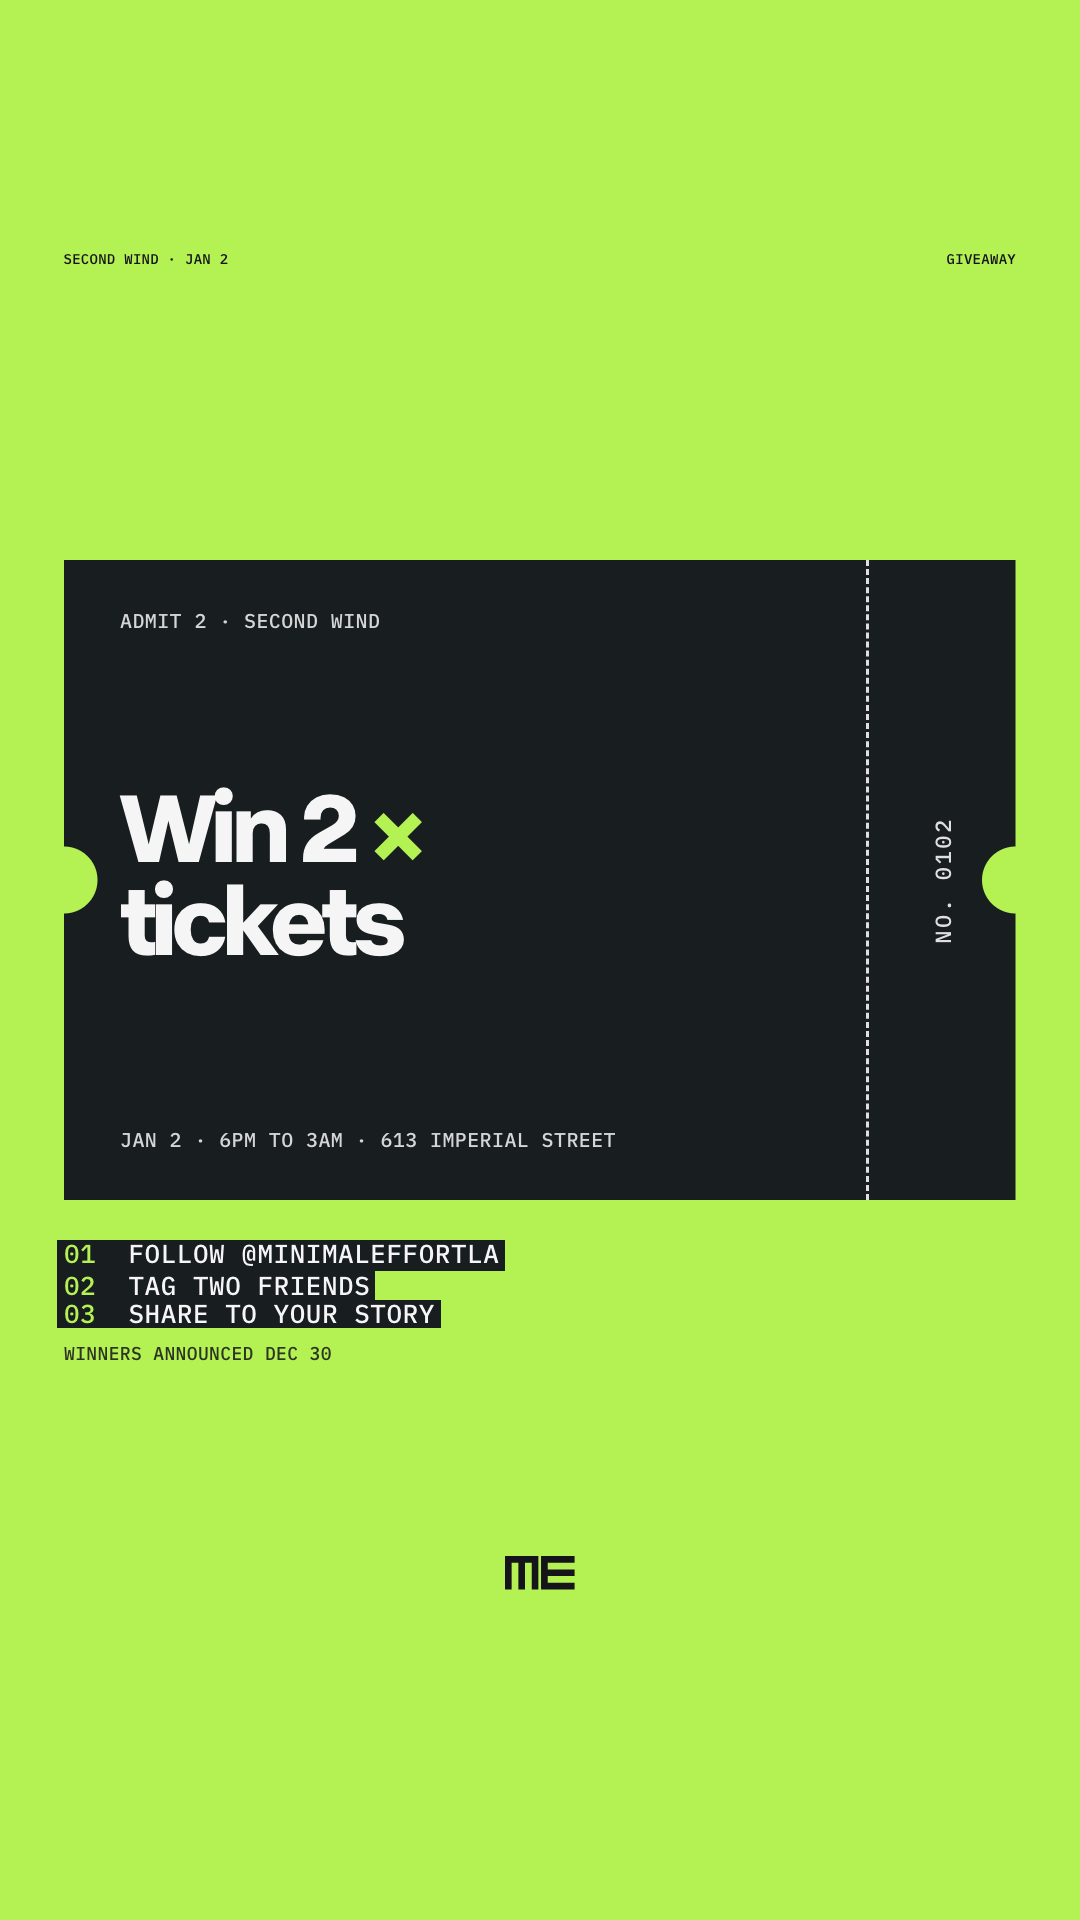 SECOND WIND · JAN 2
GIVEAWAY
ADMIT 2 · SECOND WIND
Win 2 ×
tickets
NO. 0102
JAN 2 · 6PM TO 3AM · 613 IMPERIAL STREET
01 FOLLOW @MINIMALEFFORTLA
02 TAG TWO FRIENDS
03 SHARE TO YOUR STORY
WINNERS ANNOUNCED DEC 30
ME